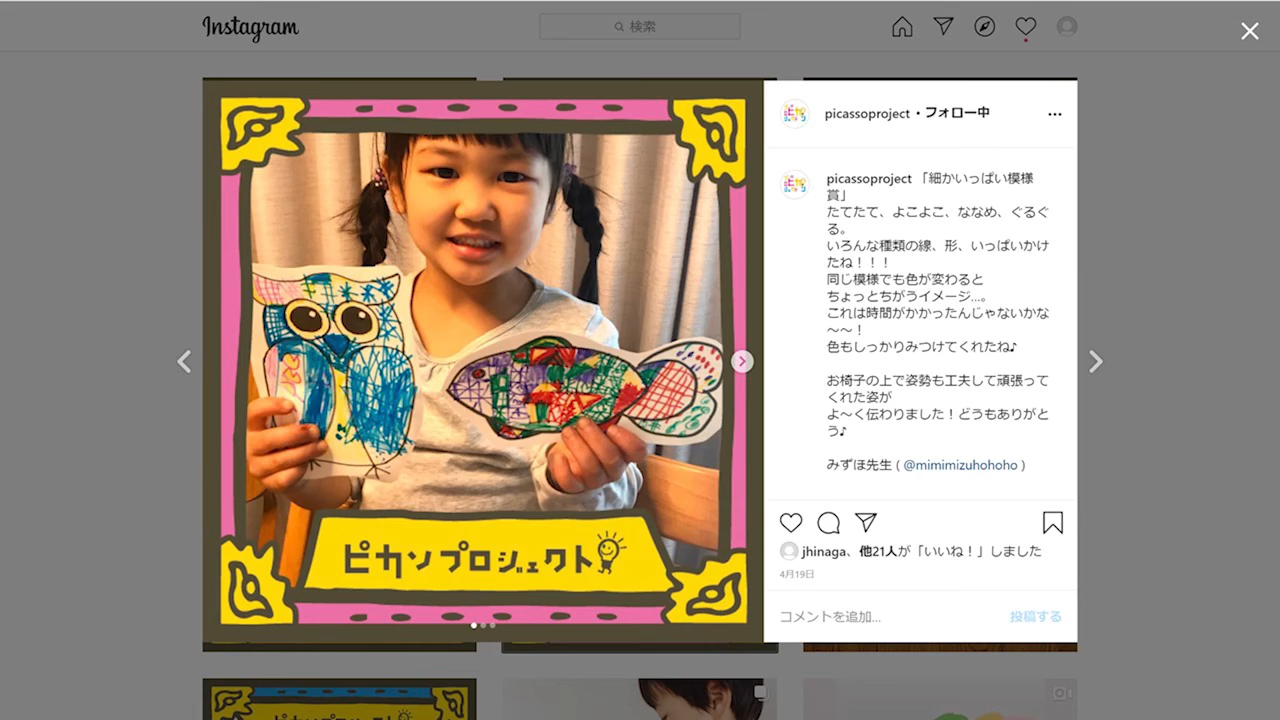 Instagram
検索
picassoproject・フォロー中
picassoproject 「細かいっぱい模様
賞」
たてたて、よこよこ、ななめ、ぐるぐ
る。
いろんな種類の線、形、いっぱいかけ
たね！！！
同じ模様でも色が変わると
ちょっとちがうイメージ...。
これは時間がかかったんじゃないかな
〜〜！
色もしっかりみつけてくれたね♪
お椅子の上で姿勢も工夫して頑張って
くれた姿が
よ〜く伝わりました！どうもありがと
う♪
みずほ先生 ( @mimimizuhohoho )
jhinaga、他21人が「いいね！」しました
4月19日
コメントを追加...
投稿する
ピカソプロジェクト
ピカソプロジェクト